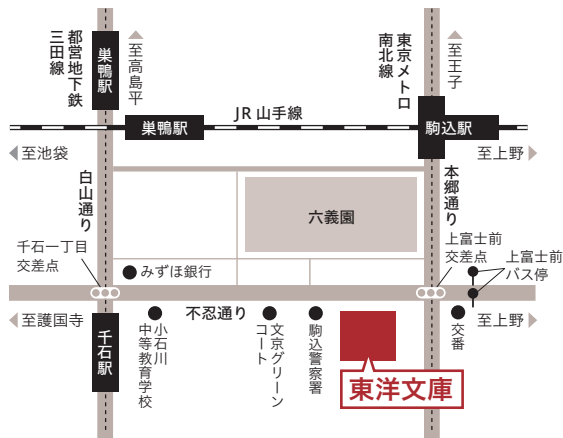 都営地下鉄
三田線
巣鴨駅
至高島平
東京メトロ
南北線
至王子
JR 山手線
巣鴨駅
駒込駅
至池袋
至上野
白山通り
本郷通り
六義園
千石一丁目
交差点
みずほ銀行
上富士前
交差点
上富士前
バス停
至護国寺
不忍通り
至上野
千石駅
小石川
中等教育学校
文京グリーン
コート
駒込警察署
交番
東洋文庫